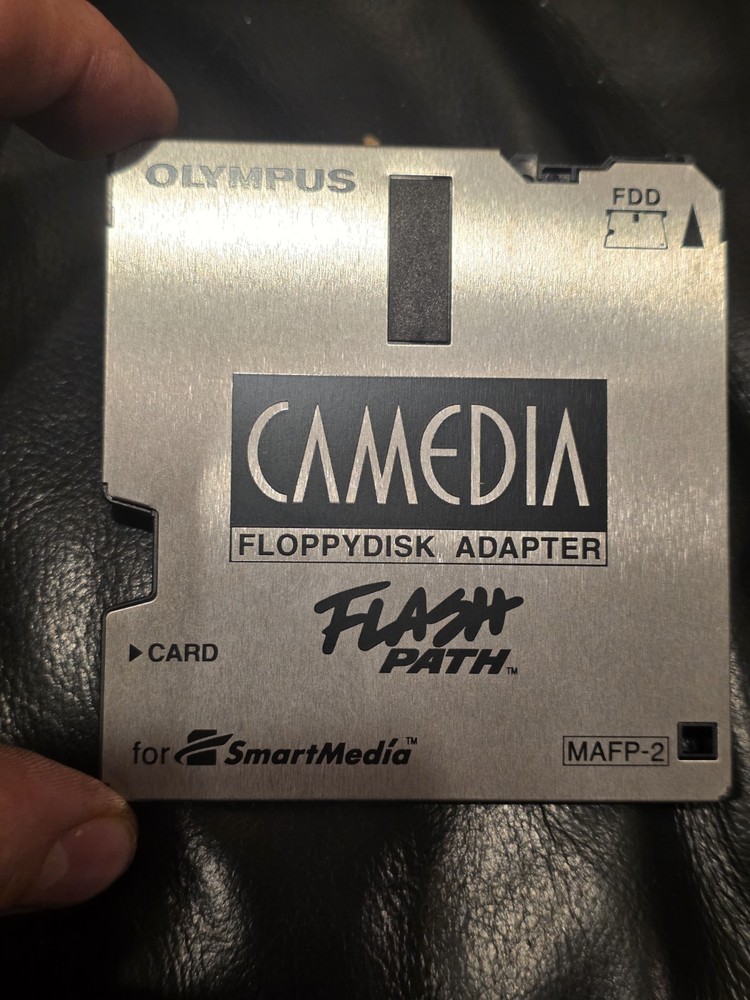 OLYMPUS
FDD
CAMEDIA
FLOPPYDISK ADAPTER
FLASH
PATH™
CARD
for SmartMedia™
MAFP-2